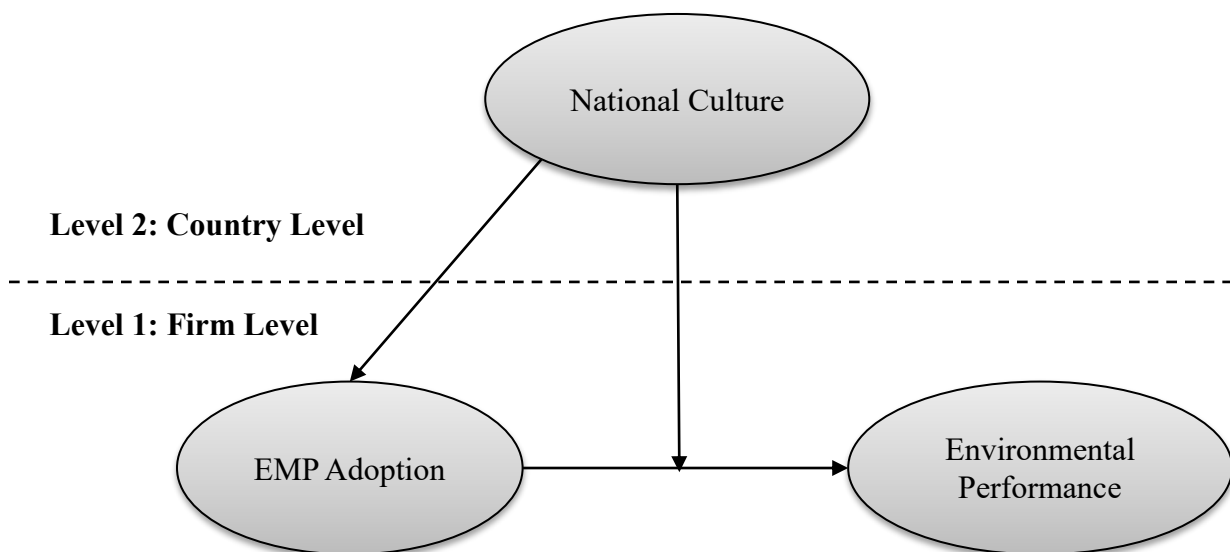 National Culture
Level 2: Country Level
Level 1: Firm Level
EMP Adoption
Environmental
Performance